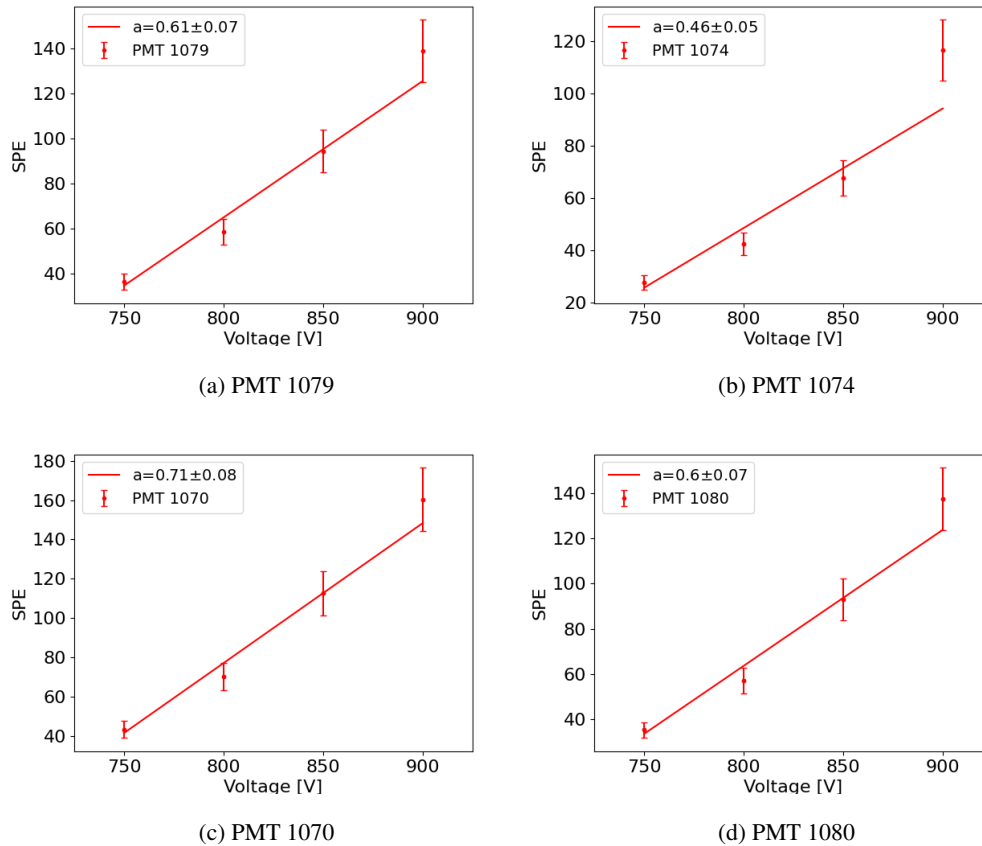 a=0.61±0.07
PMT 1079
140
120
100
80
60
40
SPE
750 800 850 900
Voltage [V]
(a) PMT 1079
a=0.46±0.05
PMT 1074
120
100
80
60
40
20
SPE
750 800 850 900
Voltage [V]
(b) PMT 1074
a=0.71±0.08
PMT 1070
180
160
140
120
100
80
60
40
SPE
750 800 850 900
Voltage [V]
(c) PMT 1070
a=0.6±0.07
PMT 1080
140
120
100
80
60
40
SPE
750 800 850 900
Voltage [V]
(d) PMT 1080